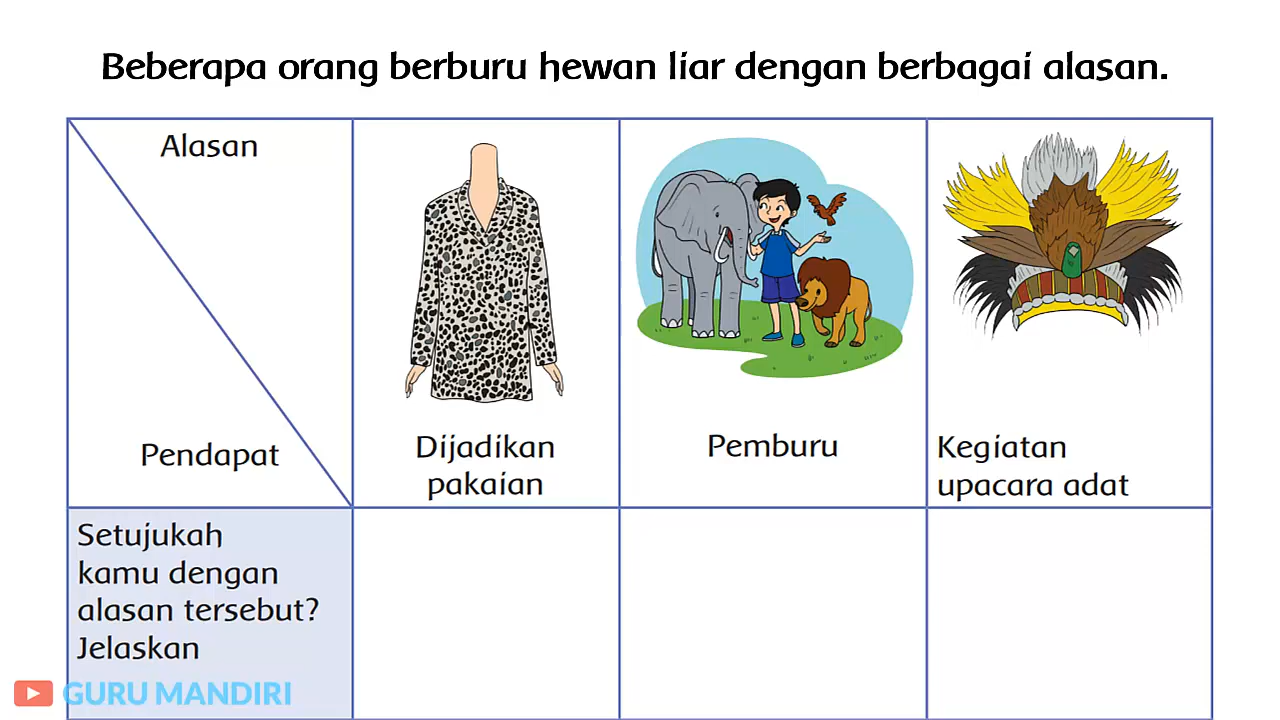 Beberapa orang berburu hewan liar dengan berbagai alasan.
Alasan
Pendapat
Dijadikan
pakaian
Pemburu
Kegiatan
upacara adat
Setujukah
kamu dengan
alasan tersebut?
Jelaskan
GURU MANDIRI